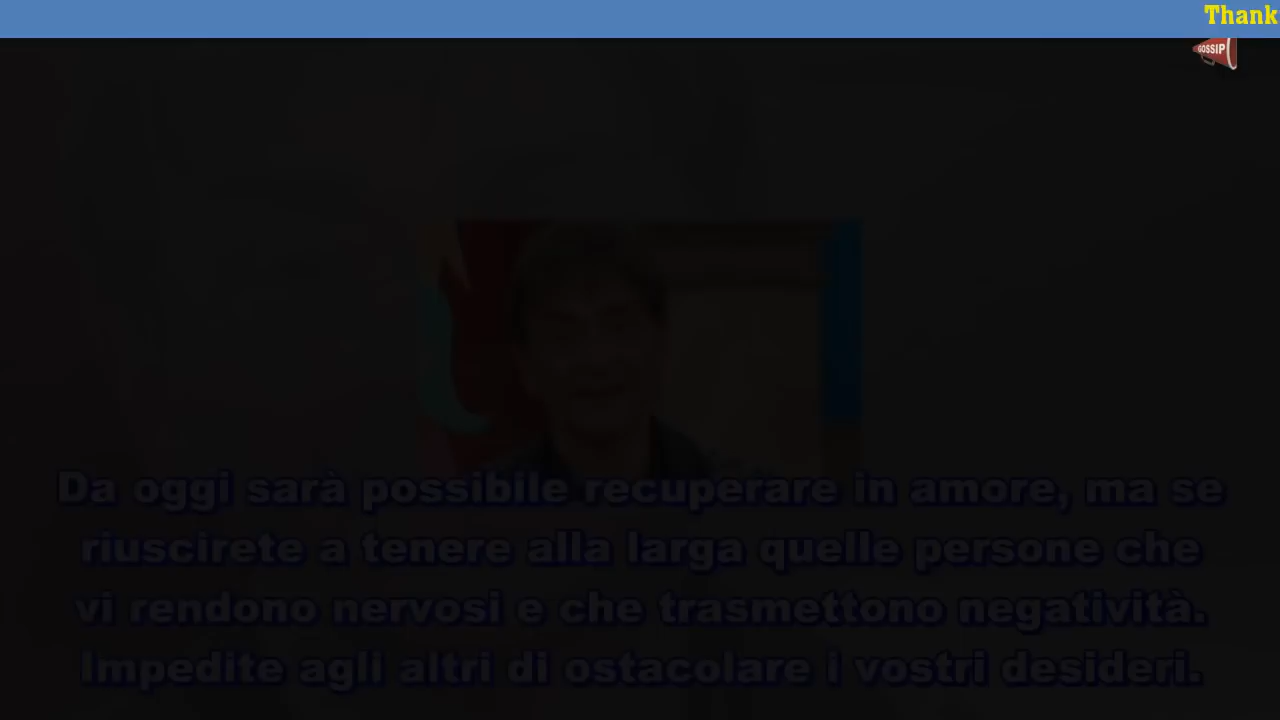 Thank
GOSSIP
Da oggi sarà possibile recuperare in amore, ma se
riuscirete a tenere alla larga quelle persone che
vi rendono nervosi e che trasmettono negatività.
Impedite agli altri di ostacolare i vostri desideri.